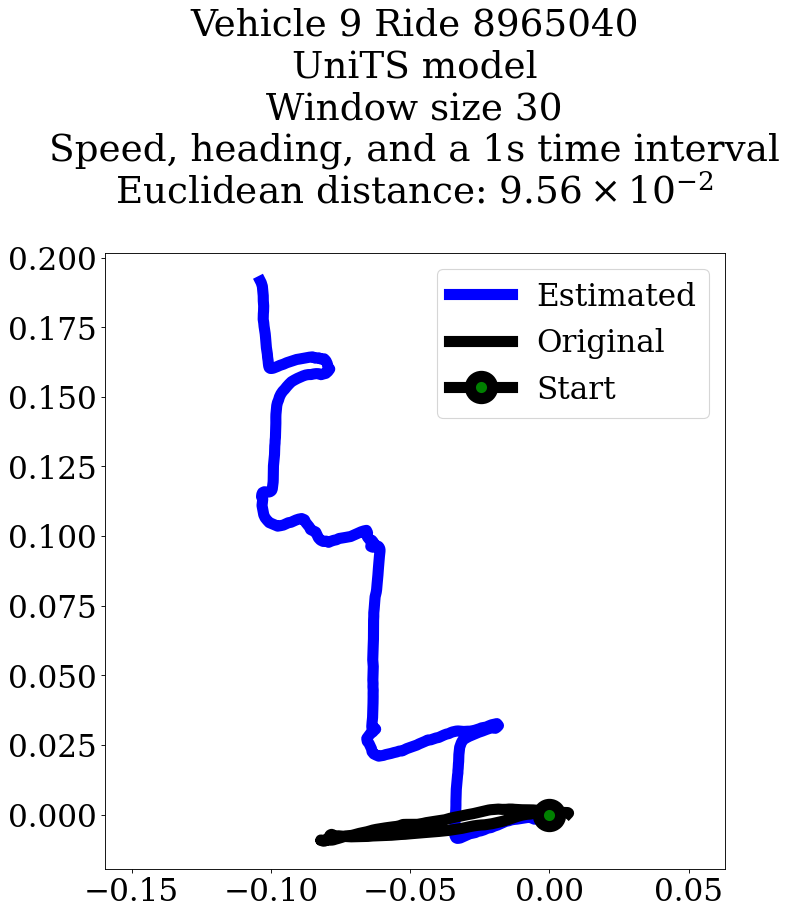 Vehicle 9 Ride 8965040
UniTS model
Window size 30
Speed, heading, and a 1s time interval
Euclidean distance: 9.56 × 10⁻²
0.200
0.175
0.150
0.125
0.100
0.075
0.050
0.025
0.000
Estimated
Original
Start
−0.15
−0.10
−0.05
0.00
0.05